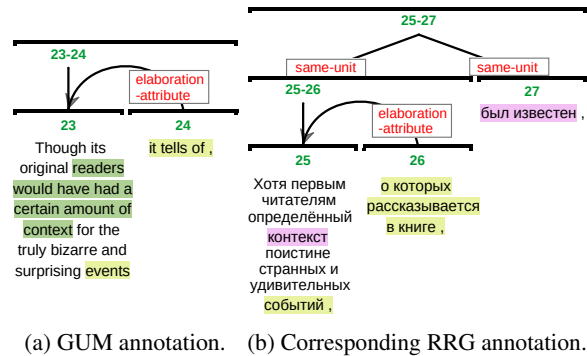 23-24
elaboration
-attribute
23
24
Though its
original readers
would have had a
certain amount of
context for the
truly bizarre and
surprising events
it tells of ,
(a) GUM annotation.
25-27
same-unit
same-unit
25-26
27
был известен ,
elaboration
-attribute
25
26
Хотя первым
читателям
определённый
контекст
поистине
странных и
удивительных
событий ,
о которых
рассказывается
в книге ,
(b) Corresponding RRG annotation.